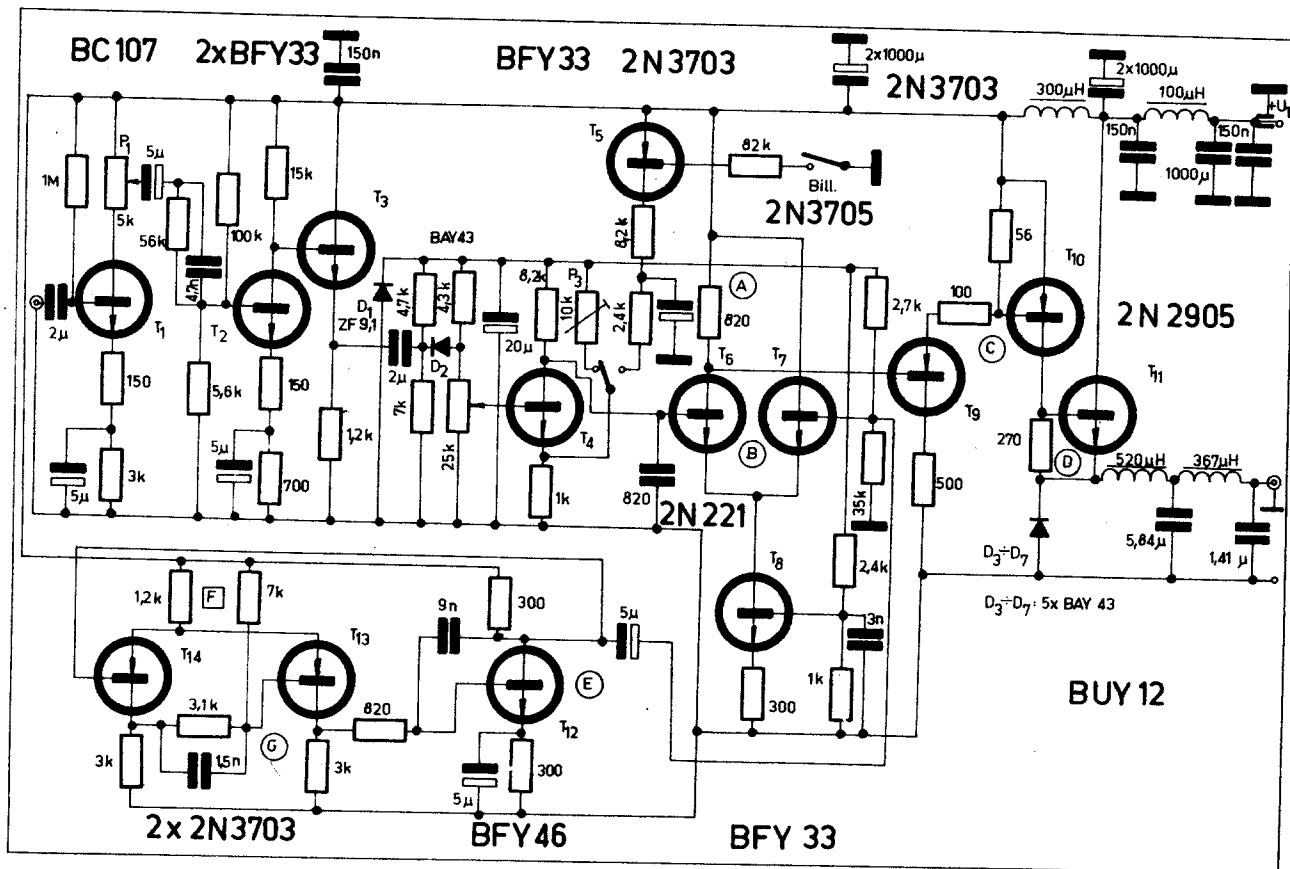 BC107
2xBFY33
150n
BFY33
2N3703
2x1000µ
2N3703
2x1000µ
300µH
100µH
+U1
150n
150n
1000µ
T5
82k
Bill.
2N3705
P1
5µ
1M
5k
56k
4,7n
100k
15k
T3
8,2k
56
T10
2N2905
BAY43
D1
ZF9,1
4,7k
4,3k
20µ
8,2k
P3
10k
2,4k
A
820
2,7k
100
C
2µ
T1
T2
2µ
D2
T6
T7
T9
T11
150
5,6k
150
1,2k
7k
25k
T4
B
270
D
520µH
367µH
5µ
3k
5µ
700
1k
820
2N221
35k
500
5,84µ
1,41µ
D3÷D7
D3÷D7: 5x BAY 43
1,2k
F
7k
9n
300
5µ
T8
2,4k
3n
T14
T13
E
T12
1k
300
BUY12
3,1k
820
3k
1,5n
G
3k
5µ
300
2x2N3703
BFY46
BFY 33